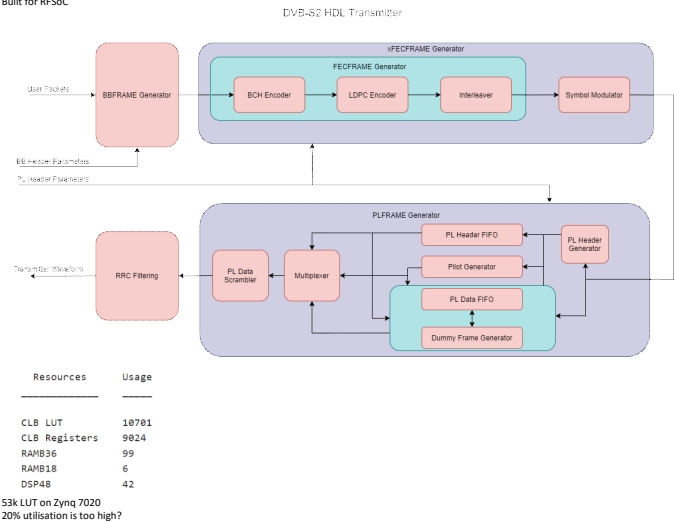 Built for RFSoC
DVB-S2 HDL Transmitter
xFECFRAME Generator
FECFRAME Generator
User Packets
BBFRAME Generator
BCH Encoder
LDPC Encoder
Interleaver
Symbol Modulator
BB Header Parameters
PL Header Parameters
PLFRAME Generator
PL Header FIFO
PL Header
Generator
Pilot Generator
Transmitter Waveform
RRC Filtering
PL Data
Scrambler
Multiplexer
PL Data FIFO
Dummy Frame Generator
Resources Usage
CLB LUT 10701
CLB Registers 9024
RAMB36 99
RAMB18 6
DSP48 42
53k LUT on Zynq 7020
20% utilisation is too high?